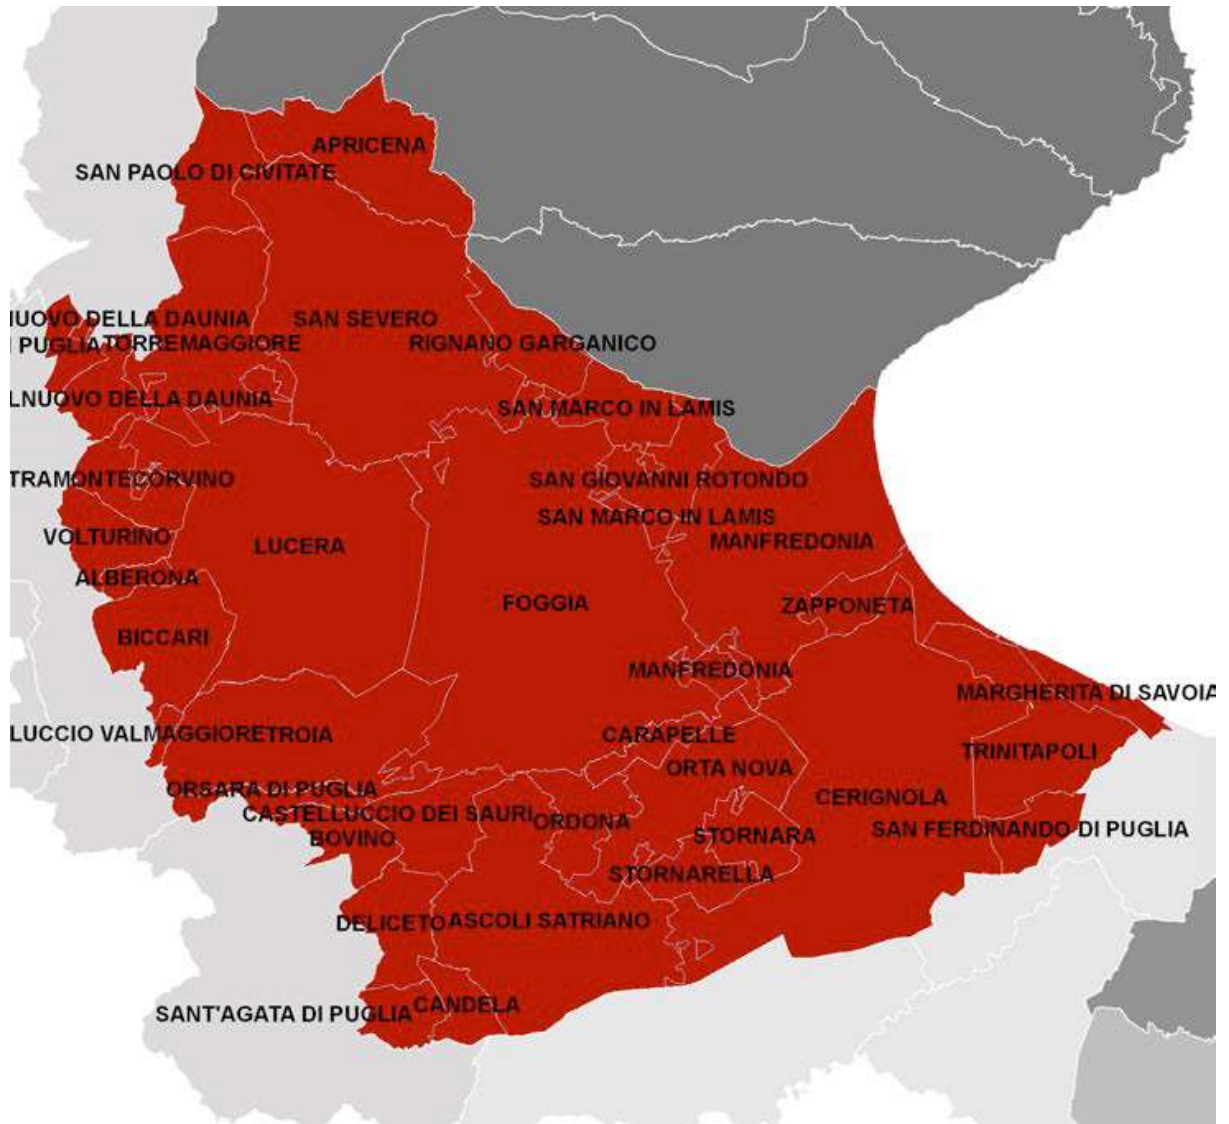 APRICENA
SAN PAOLO DI CIVITATE
NUOVO DELLA DAUNIA
SAN SEVERO
I PUGLIA
TORREMAGGIORE
RIGNANO GARGANICO
LNUOVO DELLA DAUNIA
SAN MARCO IN LAMIS
TRAMONTECORVINO
SAN GIOVANNI ROTONDO
SAN MARCO IN LAMIS
VOLTURINO
LUCERA
MANFREDONIA
ALBERONA
FOGGIA
ZAPPONETA
BICCARI
MANFREDONIA
MARGHERITA DI SAVOIA
LUCCIO VALMAGGIORE
TROIA
CARAPELLE
TRINITAPOLI
ORTA NOVA
ORSARA DI PUGLIA
CERIGNOLA
CASTELLUCCIO DEI SAURI
ORDONA
SAN FERDINANDO DI PUGLIA
BOVINO
STORNARA
STORNARELLA
DELICETO
ASCOLI SATRIANO
SANT'AGATA DI PUGLIA
CANDELA